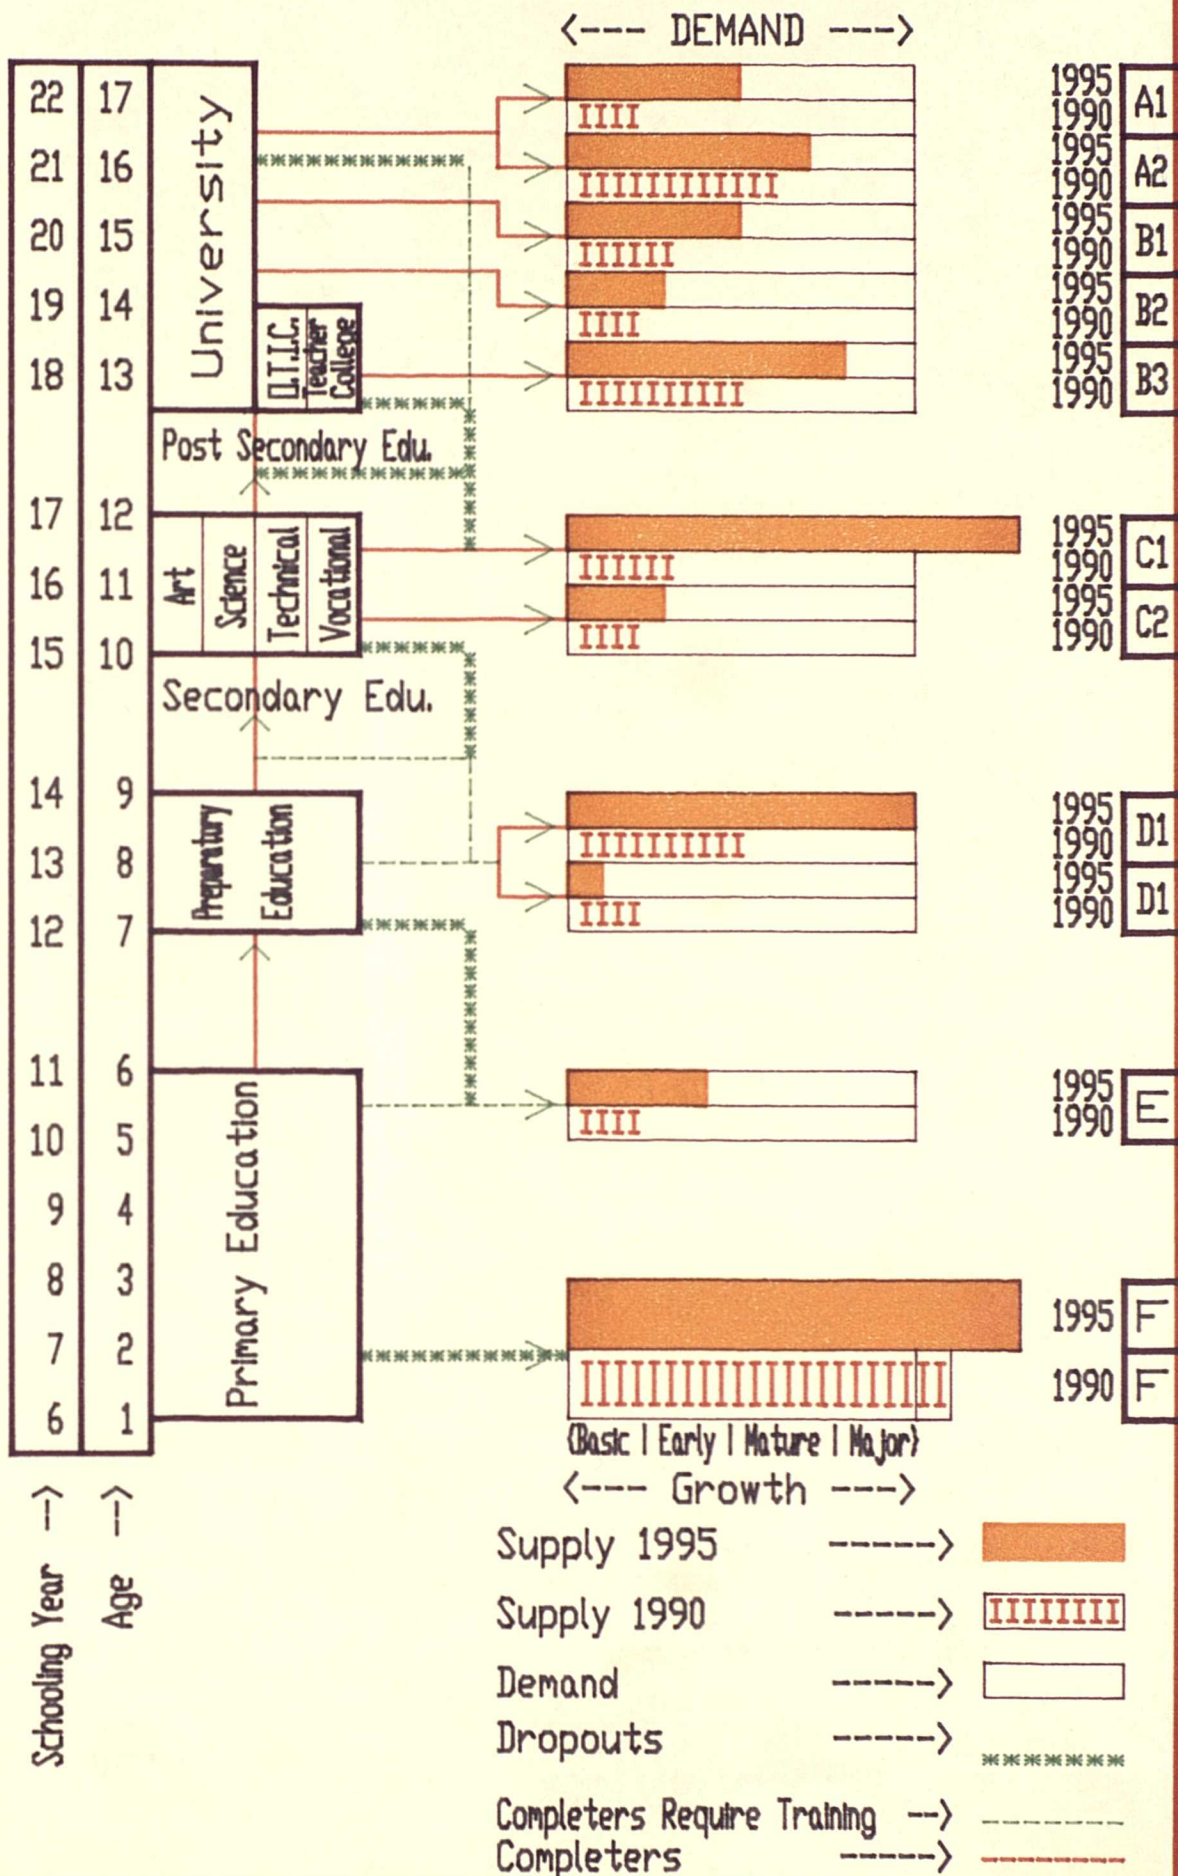 <--- DEMAND --->
22 17 1995 A1
1990
21 16 1995 A2
1990
20 15 1995 B1
1990
19 14 1995 B2
1990
18 13 1995 B3
1990
University
O.T.I.C.
Teacher College
Post Secondary Edu.
17 12 1995 C1
1990
16 11 1995 C2
1990
15 10
Art
Science
Technical
Vocational
Secondary Edu.
14 9 1995 D1
1990
13 8 1995 D1
1990
12 7
Preparatory
Education
11 6 1995 E
1990
10 5
9 4
8 3
7 2
6 1
Primary Education
1995 F
1990 F
(Basic | Early | Mature | Major)
<--- Growth --->
Schooling Year -->
Age -->
Supply 1995 ----->
Supply 1990 ----->
Demand ----->
Dropouts ----->
Completers Require Training -->
Completers ----->